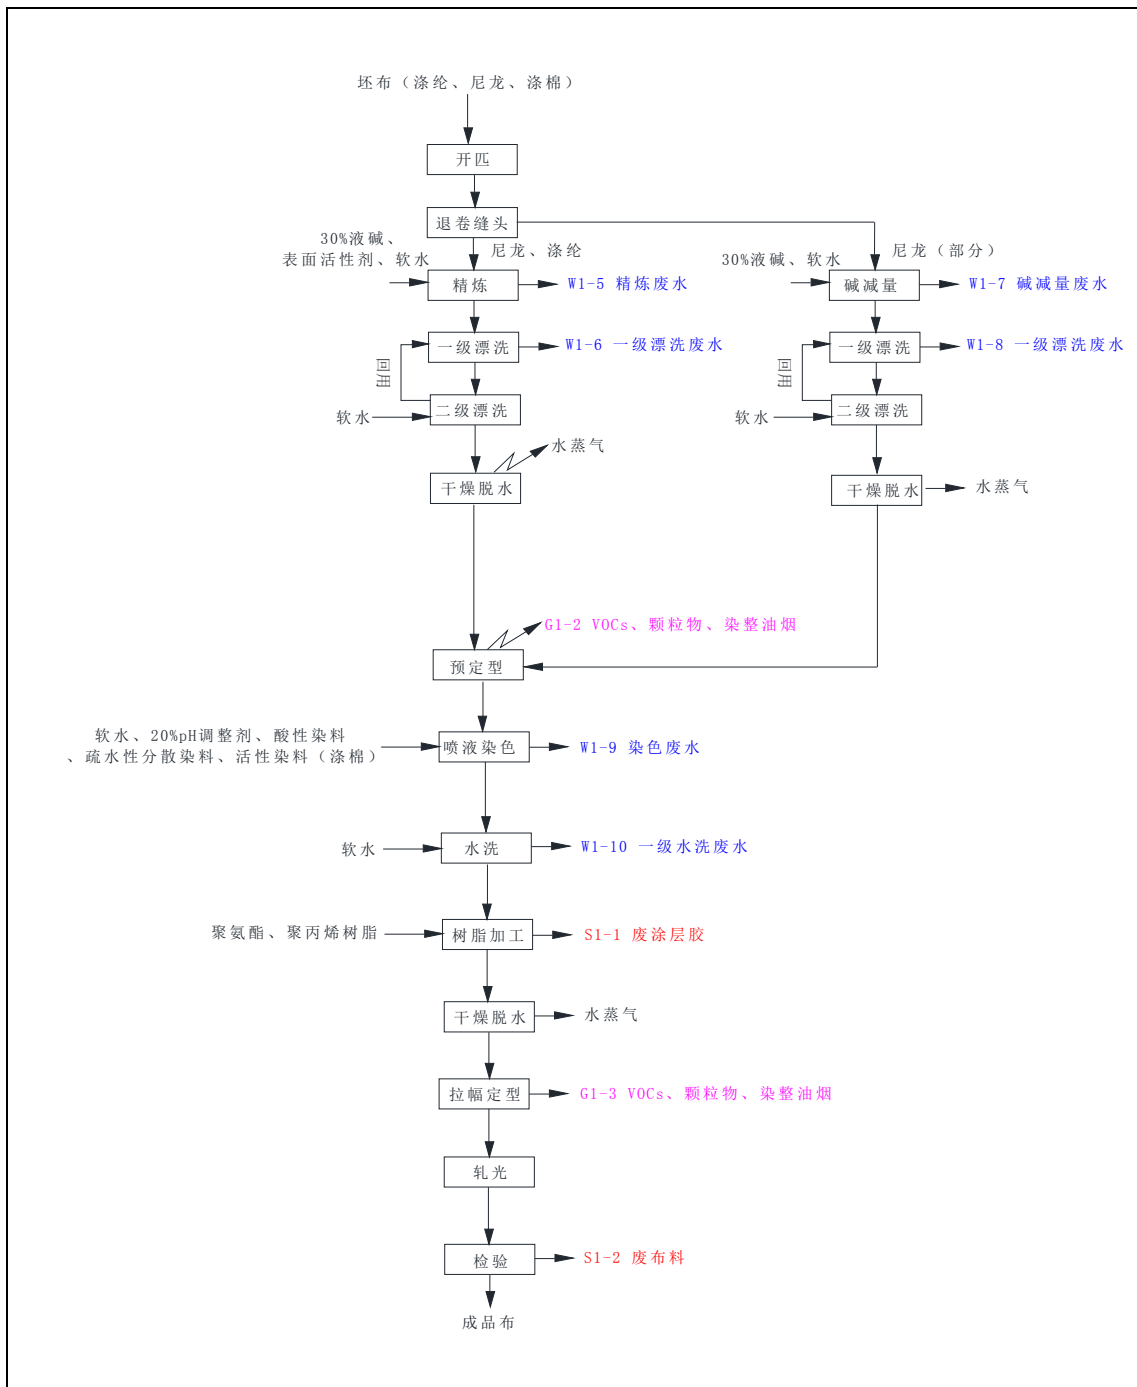 坯布（涤纶、尼龙、涤棉）
开匹
退卷缝头
30%液碱、
表面活性剂、软水
尼龙、涤纶
30%液碱、软水
尼龙（部分）
精炼
W1-5 精炼废水
碱减量
W1-7 碱减量废水
一级漂洗
W1-6 一级漂洗废水
一级漂洗
W1-8 一级漂洗废水
回用
回用
软水
二级漂洗
软水
二级漂洗
水蒸气
干燥脱水
干燥脱水
水蒸气
G1-2 VOCs、颗粒物、染整油烟
预定型
软水、20%pH调整剂、酸性染料
、疏水性分散染料、活性染料（涤棉）
喷液染色
W1-9 染色废水
软水
水洗
W1-10 一级水洗废水
聚氨酯、聚丙烯树脂
树脂加工
S1-1 废涂层胶
干燥脱水
水蒸气
拉幅定型
G1-3 VOCs、颗粒物、染整油烟
轧光
检验
S1-2 废布料
成品布